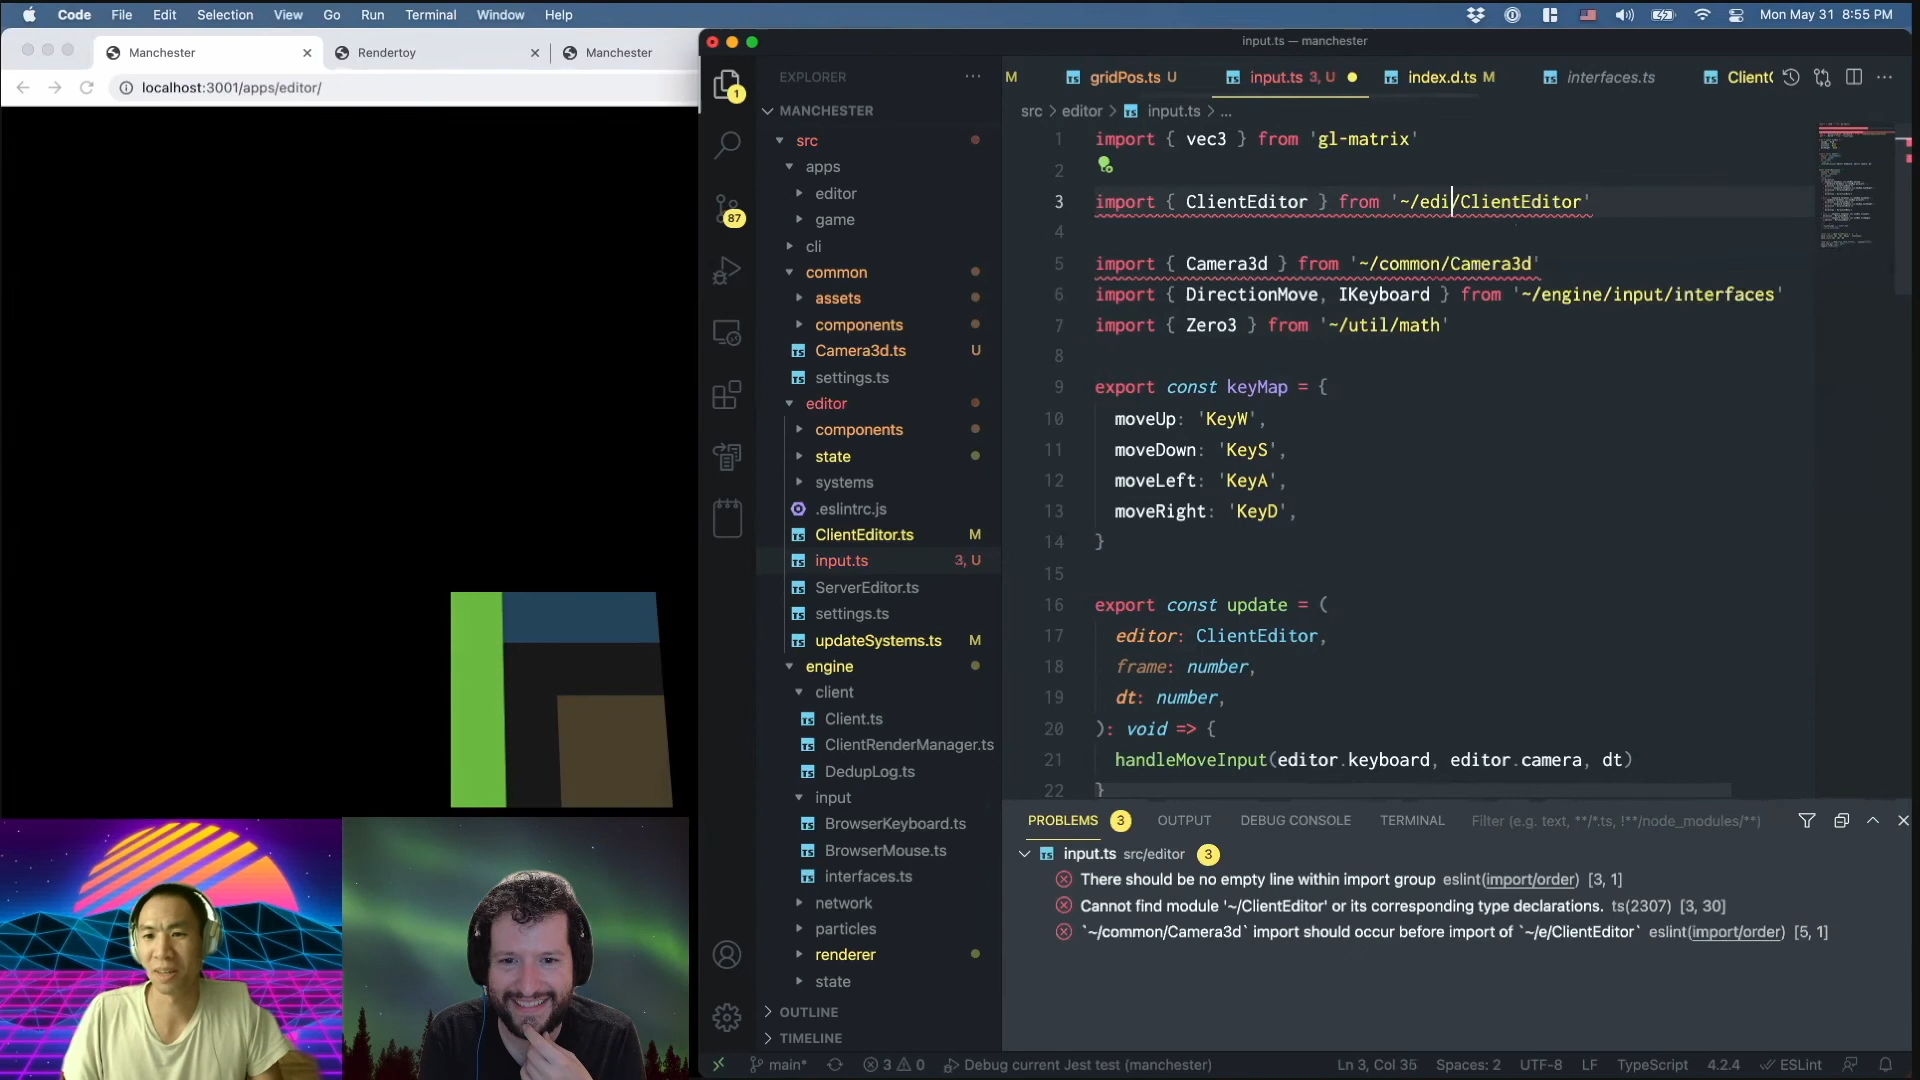 Code File Edit Selection View Go Run Terminal Window Help
Mon May 31 8:55 PM
Manchester
Rendertoy
Manchester
localhost:3001/apps/editor/
input.ts — manchester
1
87
EXPLORER
MANCHESTER
src
apps
editor
game
cli
common
assets
components
Camera3d.ts U
settings.ts
editor
components
state
systems
.eslintrc.js
ClientEditor.ts M
input.ts 3, U
ServerEditor.ts
settings.ts
updateSystems.ts M
engine
client
Client.ts
ClientRenderManager.ts
DedupLog.ts
input
BrowserKeyboard.ts
BrowserMouse.ts
interfaces.ts
network
particles
renderer
state
OUTLINE
TIMELINE
M gridPos.ts U input.ts 3, U index.d.ts M interfaces.ts Client
src > editor > input.ts > ...
1 import { vec3 } from 'gl-matrix'
2
3 import { ClientEditor } from '~/edi/ClientEditor'
4
5 import { Camera3d } from '~/common/Camera3d'
6 import { DirectionMove, IKeyboard } from '~/engine/input/interfaces'
7 import { Zero3 } from '~/util/math'
8
9 export const keyMap = {
10 moveUp: 'KeyW',
11 moveDown: 'KeyS',
12 moveLeft: 'KeyA',
13 moveRight: 'KeyD',
14 }
15
16 export const update = (
17 editor: ClientEditor,
18 frame: number,
19 dt: number,
20 ): void => {
21 handleMoveInput(editor.keyboard, editor.camera, dt)
22 }
PROBLEMS 3 OUTPUT DEBUG CONSOLE TERMINAL Filter (e.g. text, **/*.ts, !**/node_modules/**)
input.ts src/editor 3
There should be no empty line within import group eslint(import/order) [3, 1]
Cannot find module '~/ClientEditor' or its corresponding type declarations. ts(2307) [3, 30]
`~/common/Camera3d` import should occur before import of `~/e/ClientEditor` eslint(import/order) [5, 1]
main* 3 0 Debug current Jest test (manchester) Ln 3, Col 35 Spaces: 2 UTF-8 LF TypeScript 4.2.4 ESLint